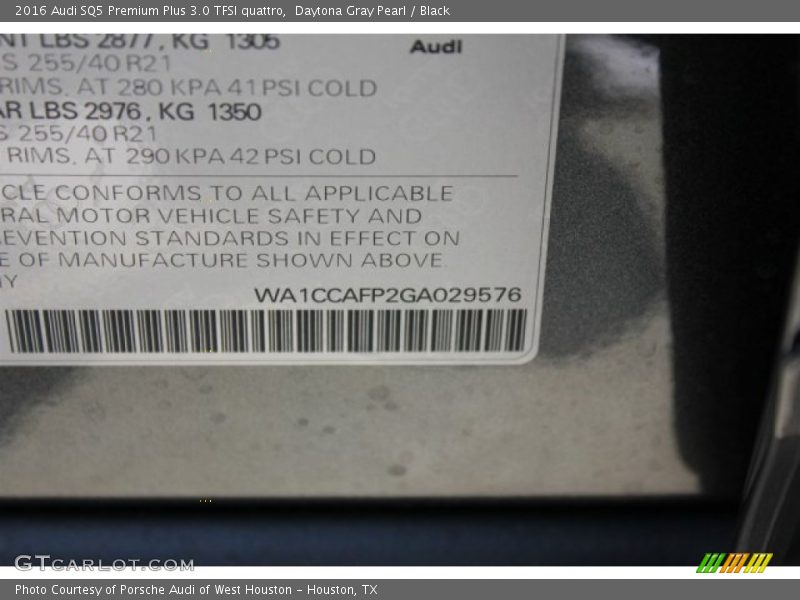 2016 Audi SQ5 Premium Plus 3.0 TFSI quattro, Daytona Gray Pearl / Black
LBS 2877, KG 1305
Audi
255/40 R21
RIMS, AT 280 KPA 41 PSI COLD
LBS 2976, KG 1350
255/40 R21
RIMS, AT 290 KPA 42 PSI COLD
CLE CONFORMS TO ALL APPLICABLE
RAL MOTOR VEHICLE SAFETY AND
EVENTION STANDARDS IN EFFECT ON
E OF MANUFACTURE SHOWN ABOVE
WA1CCAFP2GA029576
GTCARLOT.COM
Photo Courtesy of Porsche Audi of West Houston - Houston, TX